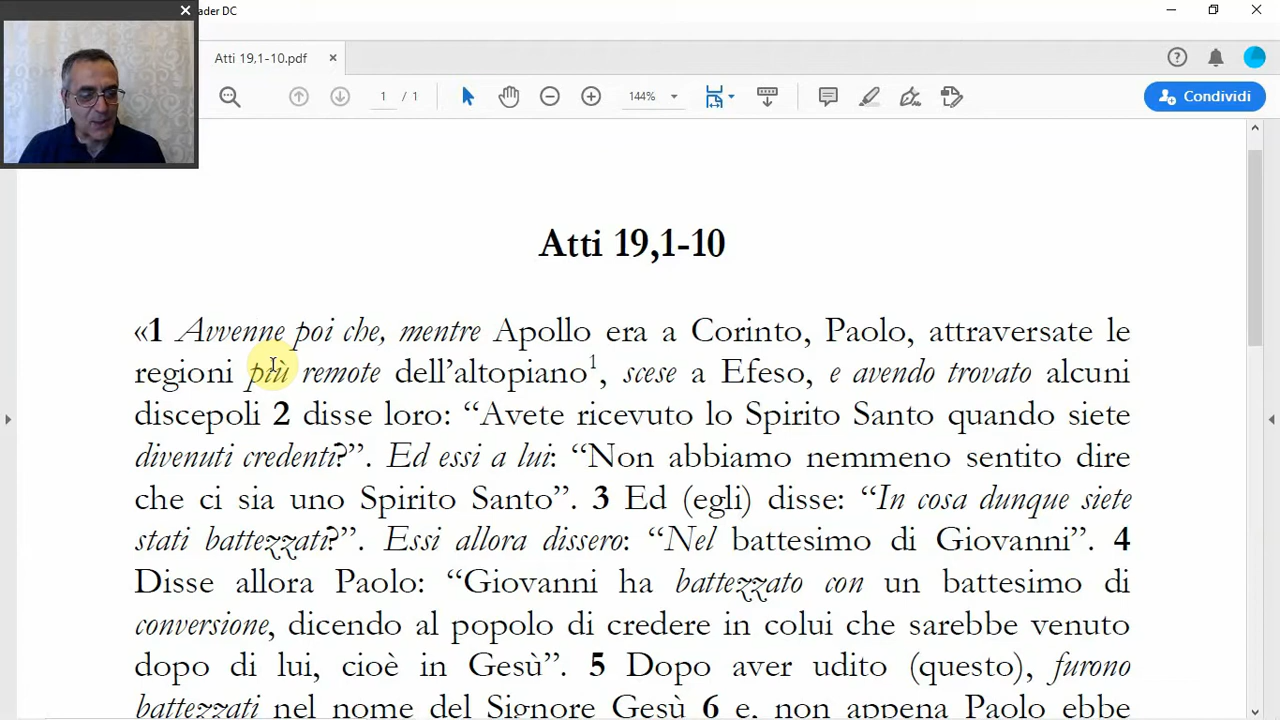 ader DC
Atti 19,1-10.pdf
1 / 1
144%
Condividi
Atti 19,1-10
«1 Avvenne poi che, mentre Apollo era a Corinto, Paolo, attraversate le
regioni più remote dell’altopiano1, scese a Efeso, e avendo trovato alcuni
discepoli 2 disse loro: “Avete ricevuto lo Spirito Santo quando siete
divenuti credenti?”. Ed essi a lui: “Non abbiamo nemmeno sentito dire
che ci sia uno Spirito Santo”. 3 Ed (egli) disse: “In cosa dunque siete
stati battezzati?”. Essi allora dissero: “Nel battesimo di Giovanni”. 4
Disse allora Paolo: “Giovanni ha battezzato con un battesimo di
conversione, dicendo al popolo di credere in colui che sarebbe venuto
dopo di lui, cioè in Gesù”. 5 Dopo aver udito (questo), furono
battezzati nel nome del Signore Gesù 6 e, non appena Paolo ebbe